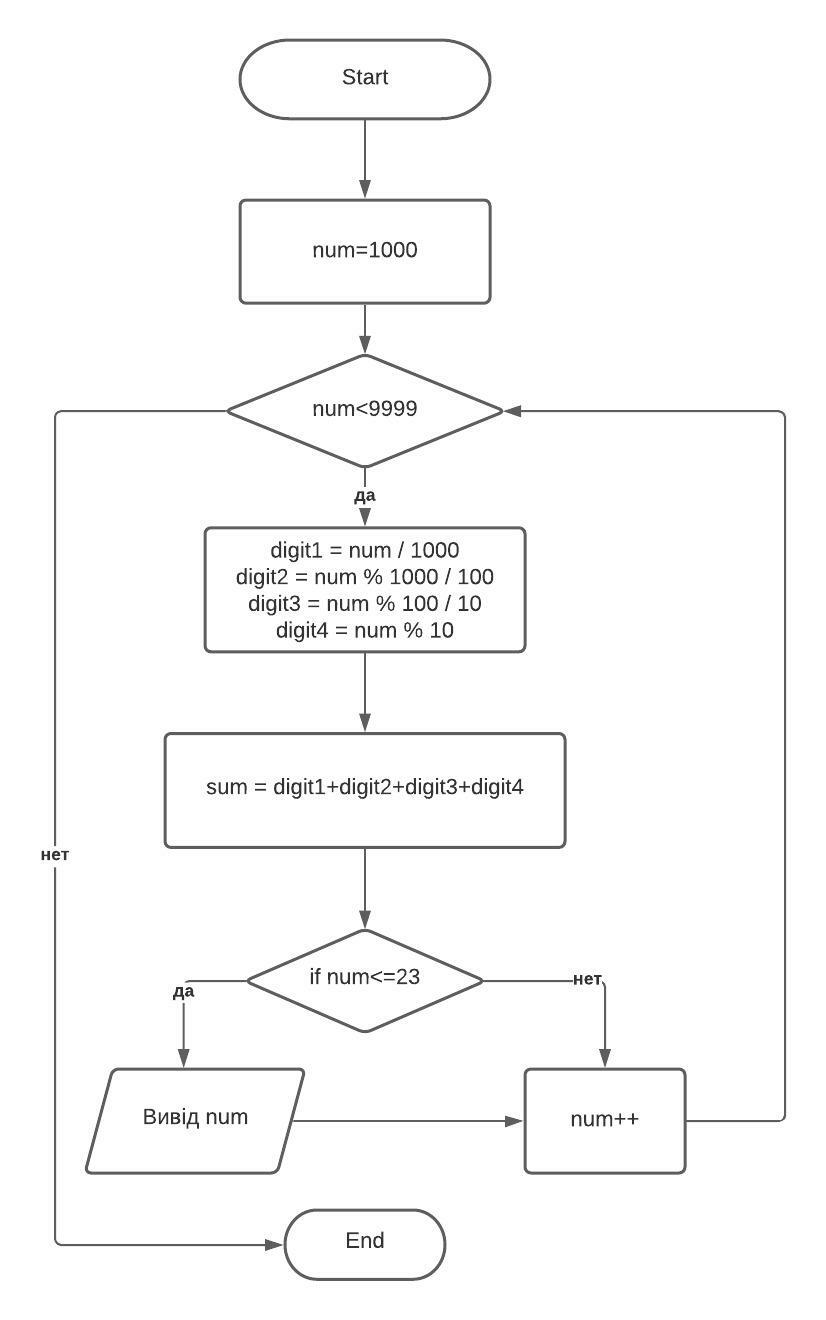 Start
num=1000
num<9999
да
digit1 = num / 1000
digit2 = num % 1000 / 100
digit3 = num % 100 / 10
digit4 = num % 10
sum = digit1+digit2+digit3+digit4
нет
if num<=23
да
нет
Вивід num
num++
End